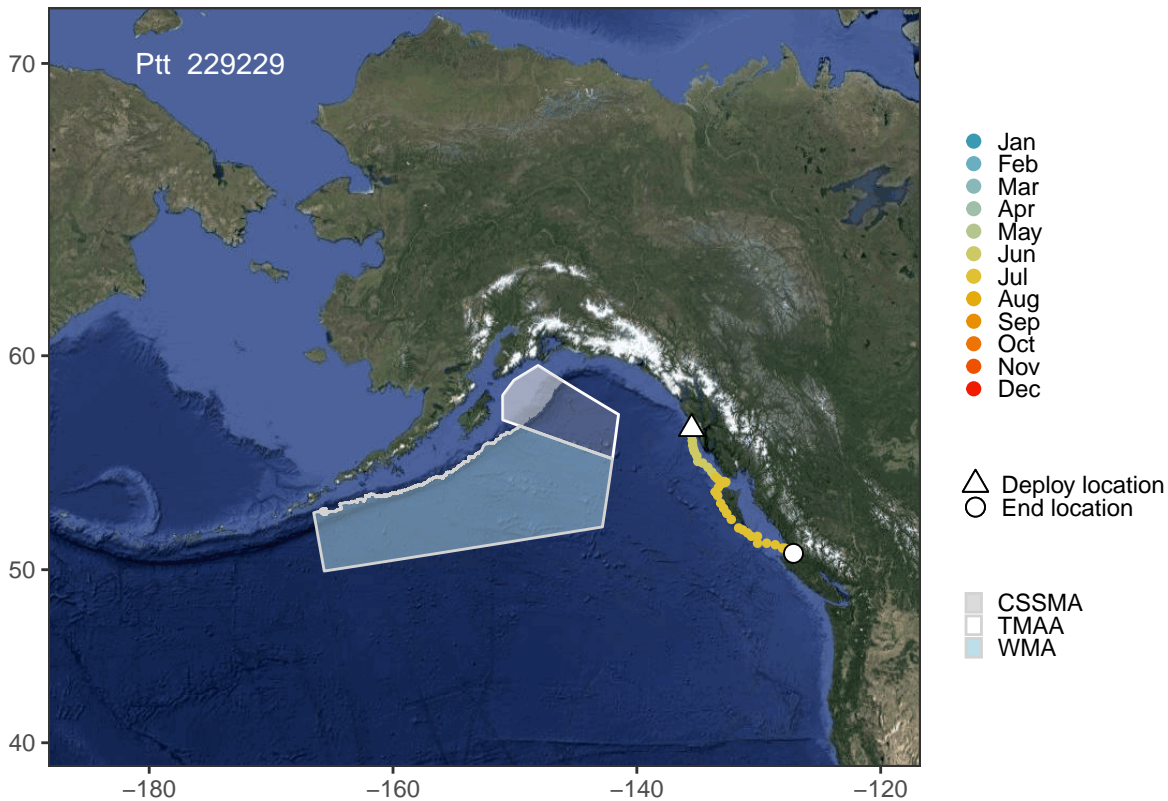 Ptt 229229
70
60
50
40
−180
−160
−140
−120
Jan
Feb
Mar
Apr
May
Jun
Jul
Aug
Sep
Oct
Nov
Dec
Deploy location
End location
CSSMA
TMAA
WMA